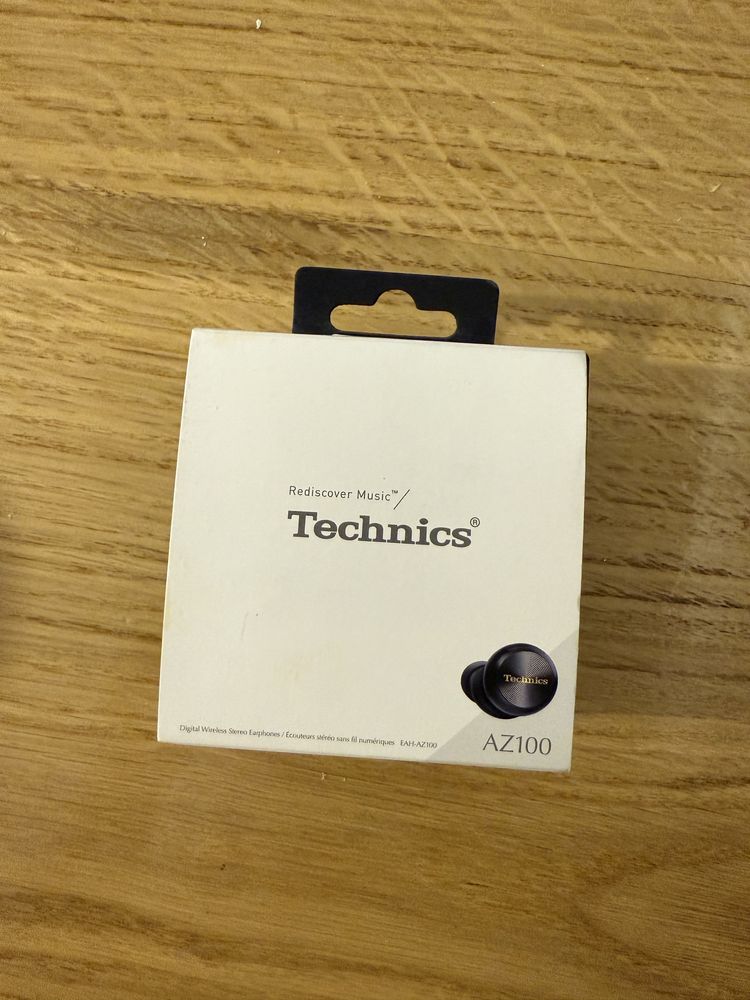 Rediscover Music™
Technics®
Technics
Digital Wireless Stereo Earphones / Écouteurs stéréo sans fil numériques EAH-AZ100
AZ100